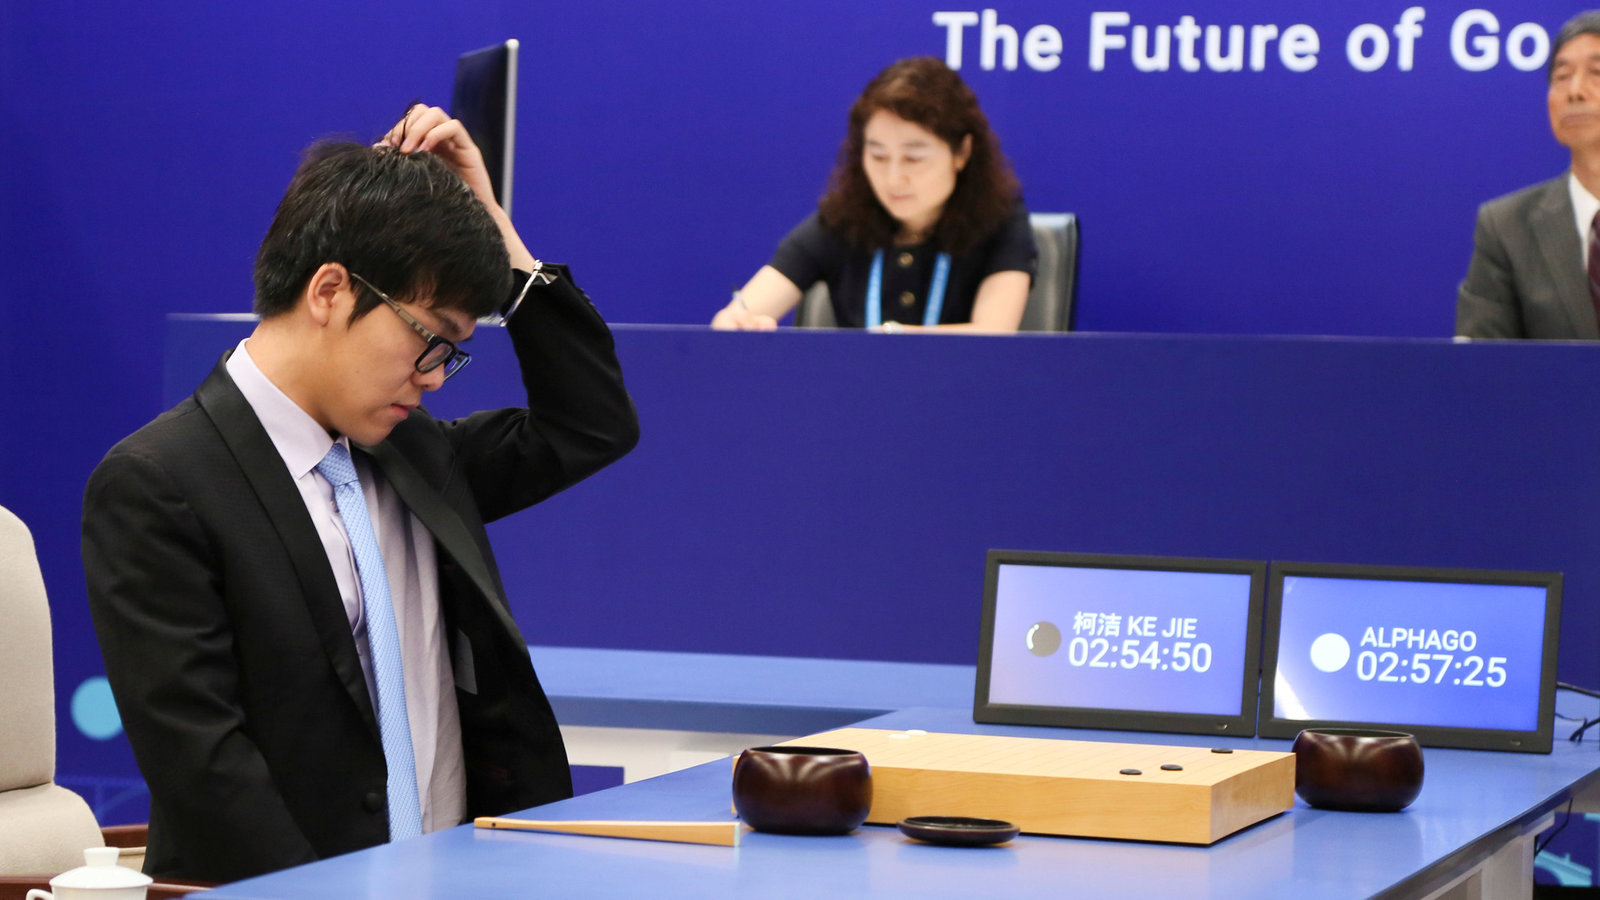 The Future of Go
柯洁 KE JIE
02:54:50
ALPHAGO
02:57:25